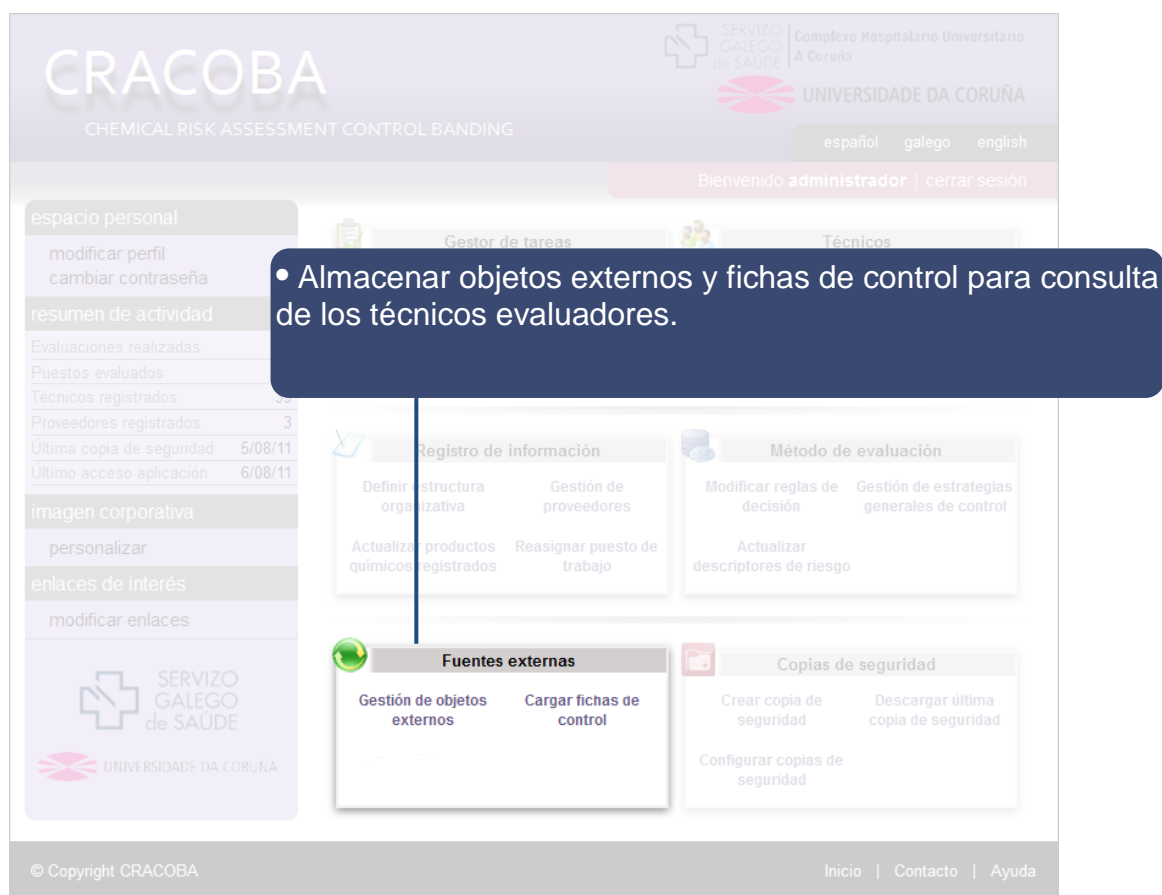 CRACOBA
CHEMICAL RISK ASSESSMENT CONTROL BANDING
SERVIZO
GALEGO
de SAÚDE
Complexo Hospitalario Universitario
A Coruña
UNIVERSIDADE DA CORUÑA
español galego english
Bienvenido administrador | cerrar sesión
espacio personal
modificar perfil
cambiar contraseña
resumen de actividad
Evaluaciones realizadas
Puestos evaluados
Técnicos registrados
Proveedores registrados 3
Última copia de seguridad 5/08/11
Último acceso aplicación 6/08/11
imagen corporativa
personalizar
enlaces de interés
modificar enlaces
SERVIZO
GALEGO
de SAÚDE
UNIVERSIDADE DA CORUÑA
Gestor de tareas
Técnicos
• Almacenar objetos externos y fichas de control para consulta
de los técnicos evaluadores.
Registro de información
Definir estructura
organizativa
Gestión de
proveedores
Actualizar productos
químicos registrados
Reasignar puesto de
trabajo
Método de evaluación
Modificar reglas de
decisión
Gestión de estrategias
generales de control
Actualizar
descriptores de riesgo
Fuentes externas
Gestión de objetos
externos
Cargar fichas de
control
Copias de seguridad
Crear copia de
seguridad
Descargar última
copia de seguridad
Configurar copias de
seguridad
© Copyright CRACOBA
Inicio | Contacto | Ayuda